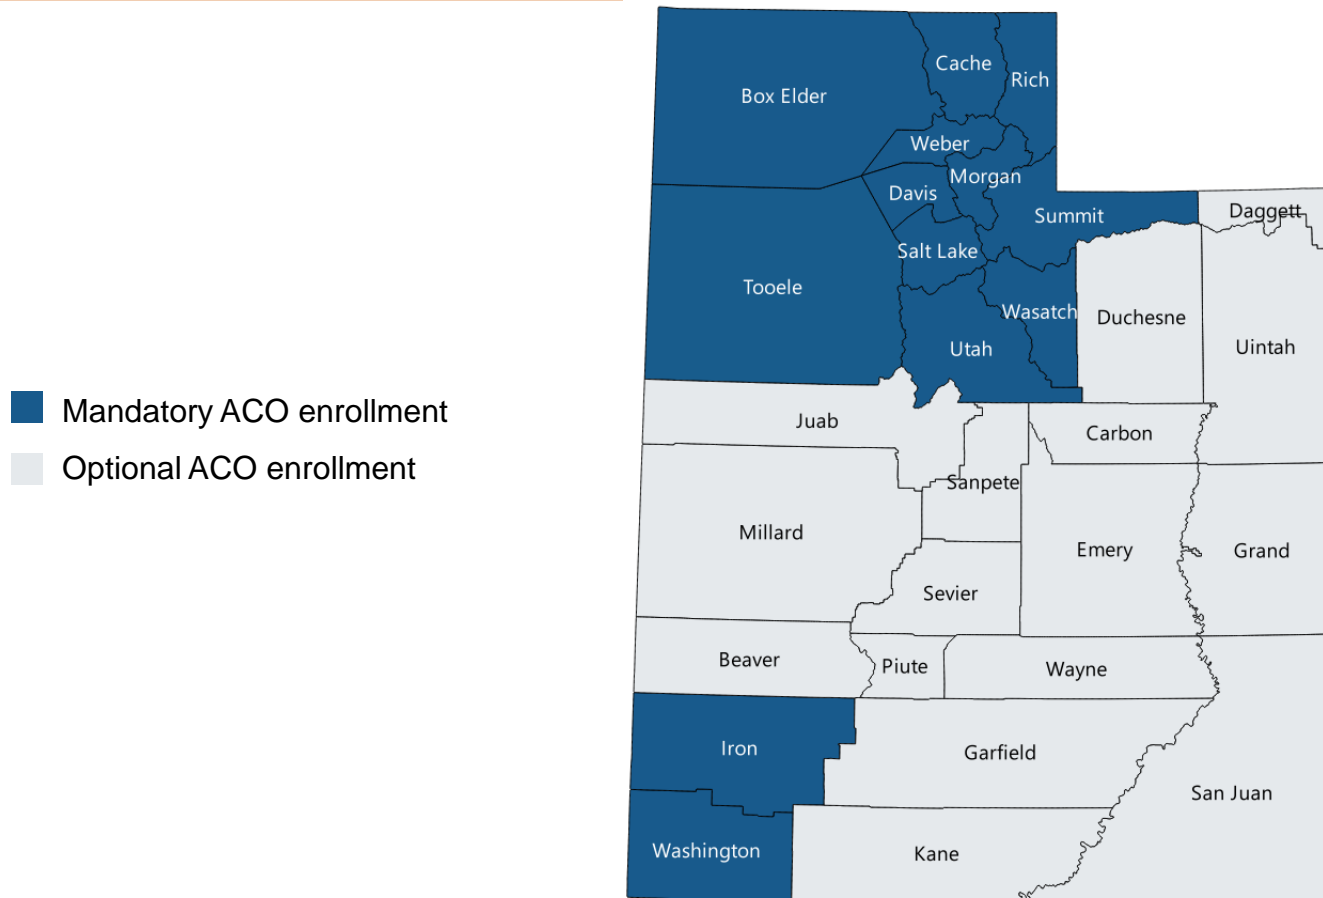 Cache
Rich
Box Elder
Weber
Morgan
Davis
Summit
Daggett
Salt Lake
Tooele
Wasatch
Duchesne
Utah
Uintah
Mandatory ACO enrollment
Optional ACO enrollment
Juab
Carbon
Sanpete
Millard
Emery
Grand
Sevier
Beaver
Piute
Wayne
Iron
Garfield
San Juan
Washington
Kane